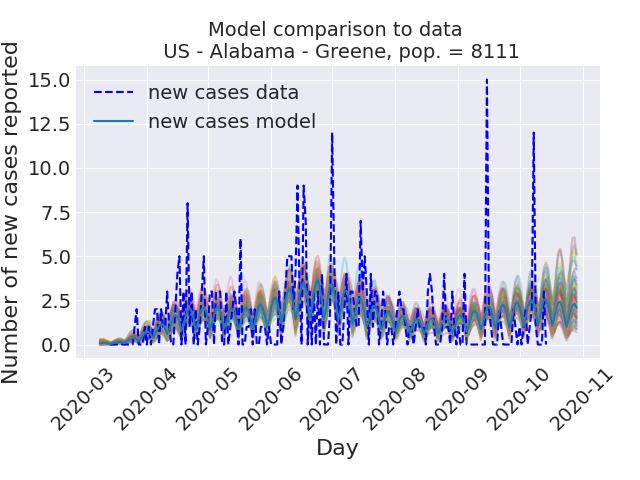 Model comparison to data
US - Alabama - Greene, pop. = 8111
new cases data
new cases model
Number of new cases reported
15.0
12.5
10.0
7.5
5.0
2.5
0.0
2020-03
2020-04
2020-05
2020-06
2020-07
2020-08
2020-09
2020-10
2020-11
Day